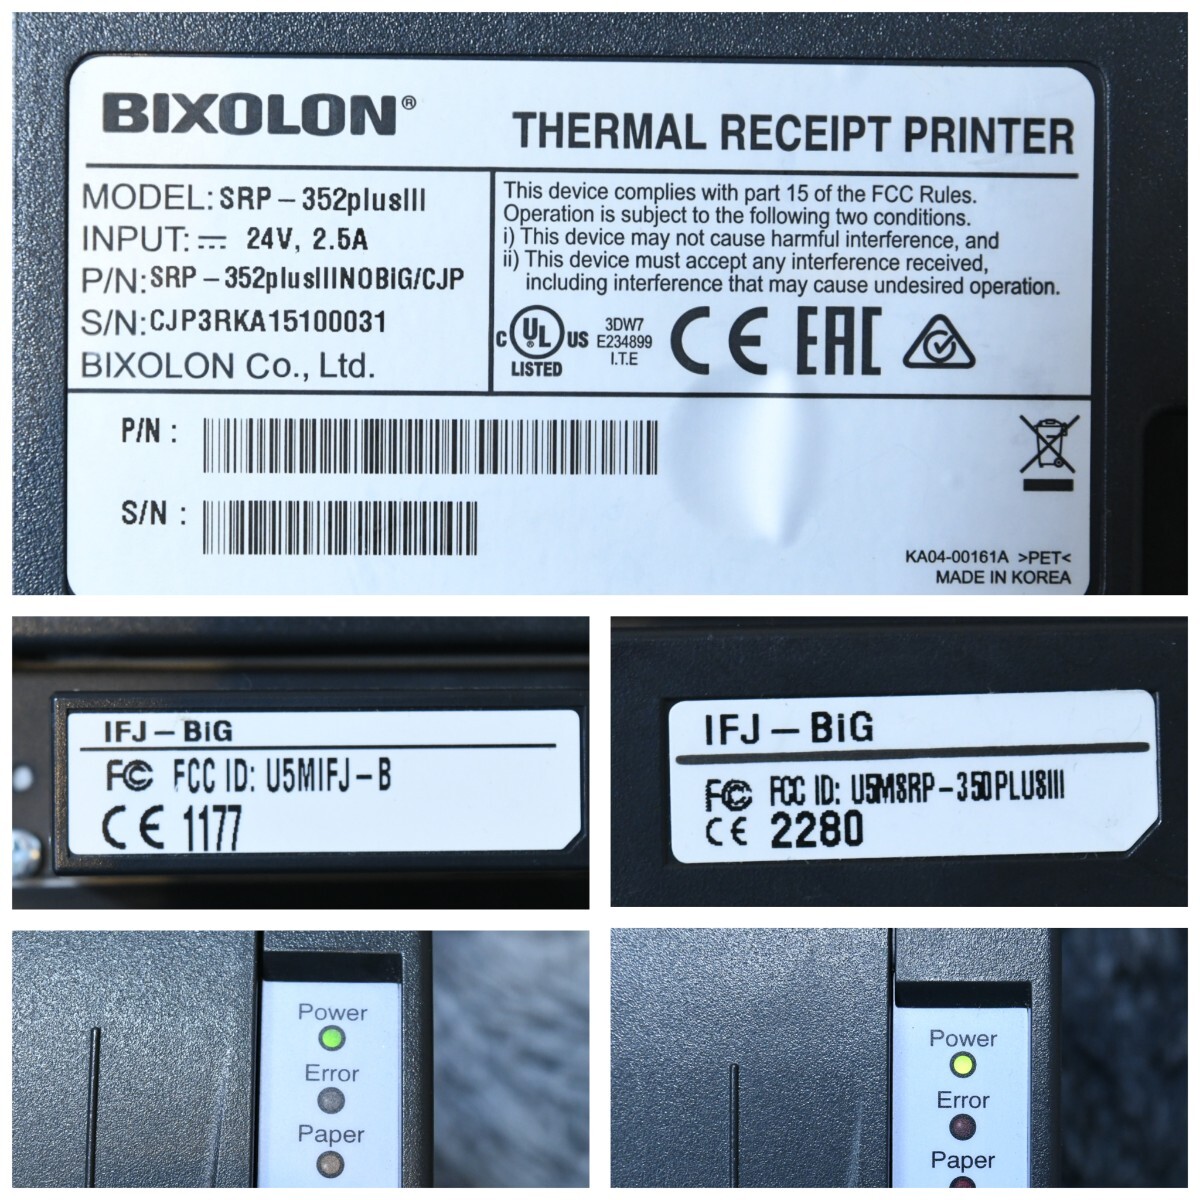 BIXOLON®
THERMAL RECEIPT PRINTER
MODEL: SRP-352plusIII
INPUT: ⎓ 24V, 2.5A
P/N: SRP-352plusIIINOBiG/CJP
S/N: CJP3RKA15100031
BIXOLON Co., Ltd.
This device complies with part 15 of the FCC Rules.
Operation is subject to the following two conditions.
i) This device may not cause harmful interference, and
ii) This device must accept any interference received,
including interference that may cause undesired operation.
C UL US
LISTED
3DW7
E234899
I.T.E
CE EAC
P/N :
S/N :
KA04-00161A >PET<
MADE IN KOREA
IFJ-BiG
FC FCC ID: U5MIFJ-B
CE 1177
IFJ-BiG
FC FCC ID: U5MSRP-350PLUSIII
CE 2280
Power
Error
Paper
Power
Error
Paper